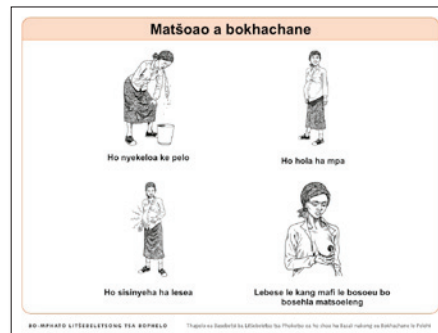 Matšoao a bokhachane
Ho nyekeloa ke pelo
Ho hola ha mpa
Ho sisinyeha ha lesea
Lebese le kang mafi le bosoeu bo
bosehla matsoeleng
BO-MPHATO LITŠEBELETSONG TSA BOPHELO